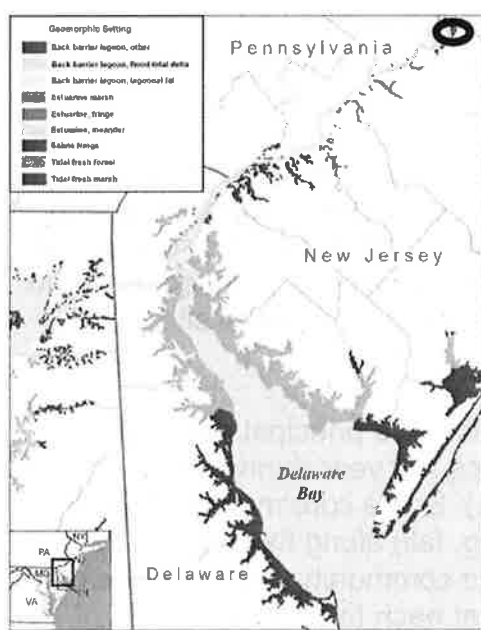 Geomorphic Setting
Back barrier lagoon, other
Back barrier lagoon, flood tidal delta
Back barrier lagoon, lagoonal fill
Estuarine marsh
Estuarine, fringe
Estuarine, meander
Saline fringe
Tidal fresh forest
Tidal fresh marsh
Pennsylvania
New Jersey
Delaware
Bay
Delaware
PA
NY
MD
VA